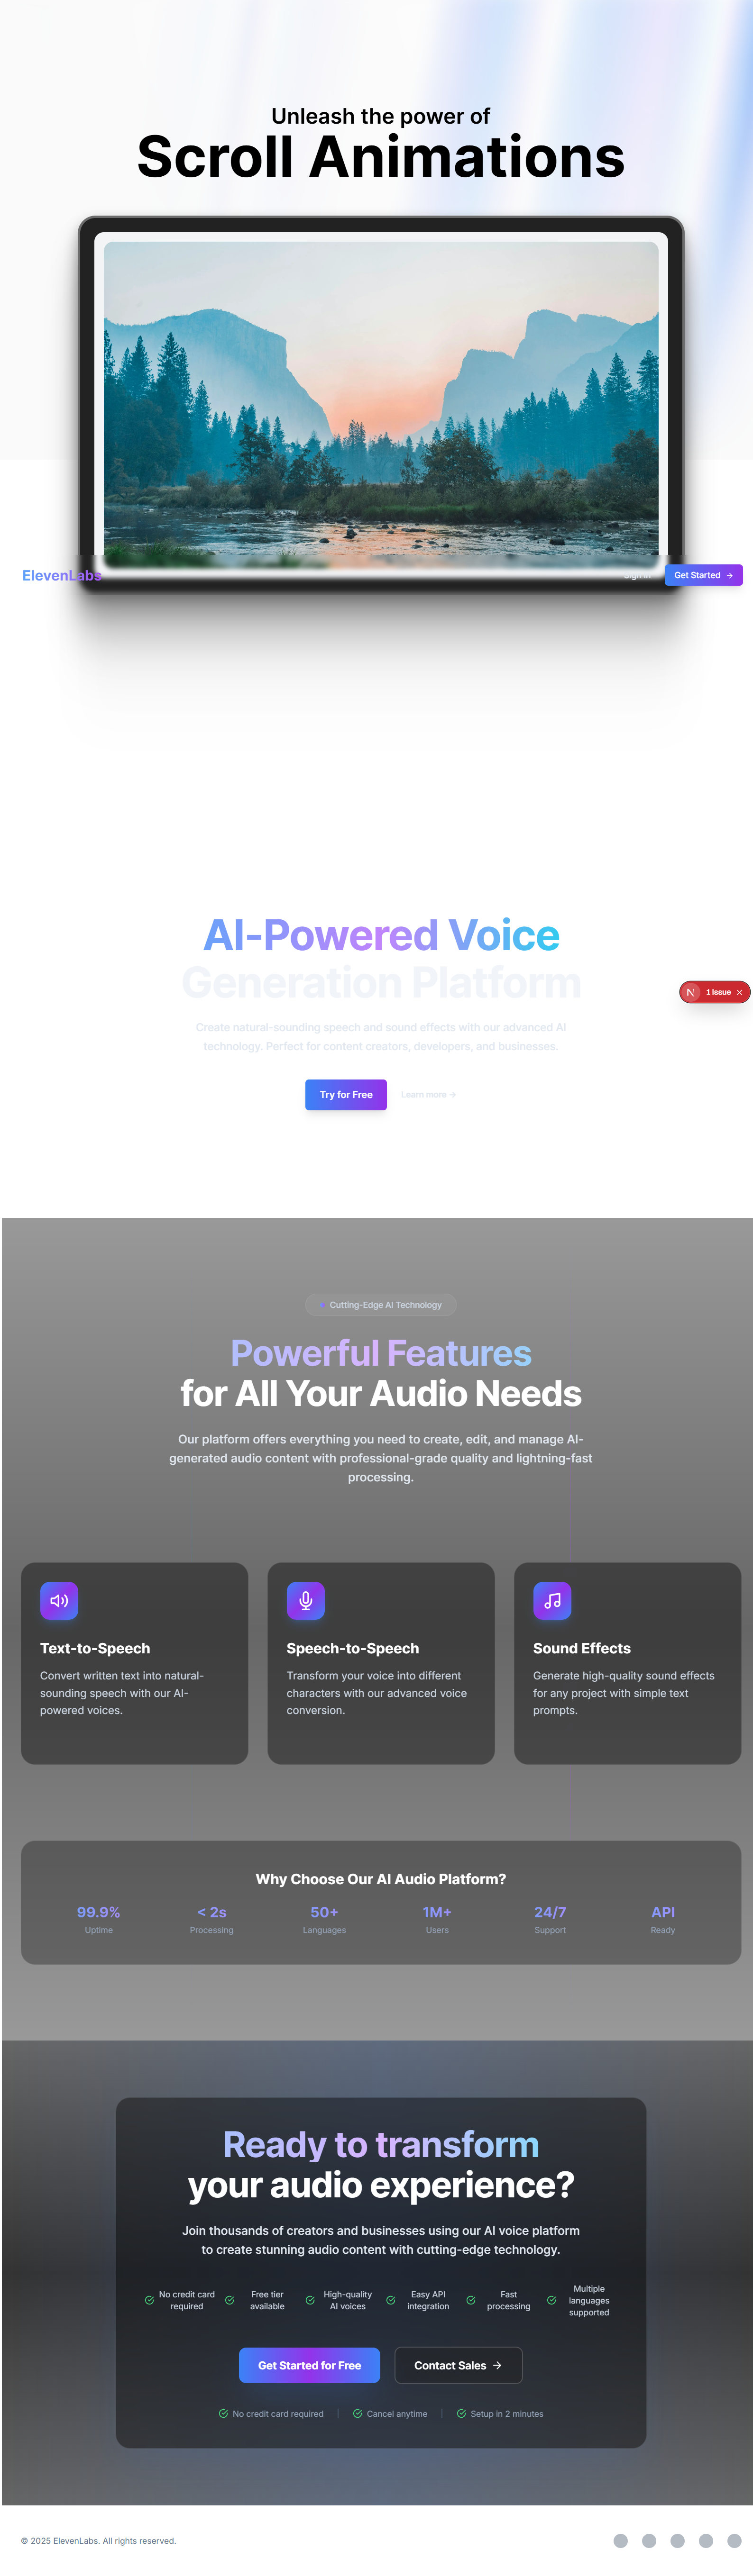 Unleash the power of
Scroll Animations
ElevenLabs
Sign In
Get Started →
AI-Powered Voice
Generation Platform
1 Issue
Create natural-sounding speech and sound effects with our advanced AI
technology. Perfect for content creators, developers, and businesses.
Try for Free
Learn more →
Cutting-Edge AI Technology
Powerful Features
for All Your Audio Needs
Our platform offers everything you need to create, edit, and manage AI-
generated audio content with professional-grade quality and lightning-fast
processing.
Text-to-Speech
Convert written text into natural-
sounding speech with our AI-
powered voices.
Speech-to-Speech
Transform your voice into different
characters with our advanced voice
conversion.
Sound Effects
Generate high-quality sound effects
for any project with simple text
prompts.
Why Choose Our AI Audio Platform?
99.9%
Uptime
< 2s
Processing
50+
Languages
1M+
Users
24/7
Support
API
Ready
Ready to transform
your audio experience?
Join thousands of creators and businesses using our AI voice platform
to create stunning audio content with cutting-edge technology.
No credit card
required
Free tier
available
High-quality
AI voices
Easy API
integration
Fast
processing
Multiple
languages
supported
Get Started for Free
Contact Sales →
No credit card required
Cancel anytime
Setup in 2 minutes
© 2025 ElevenLabs. All rights reserved.